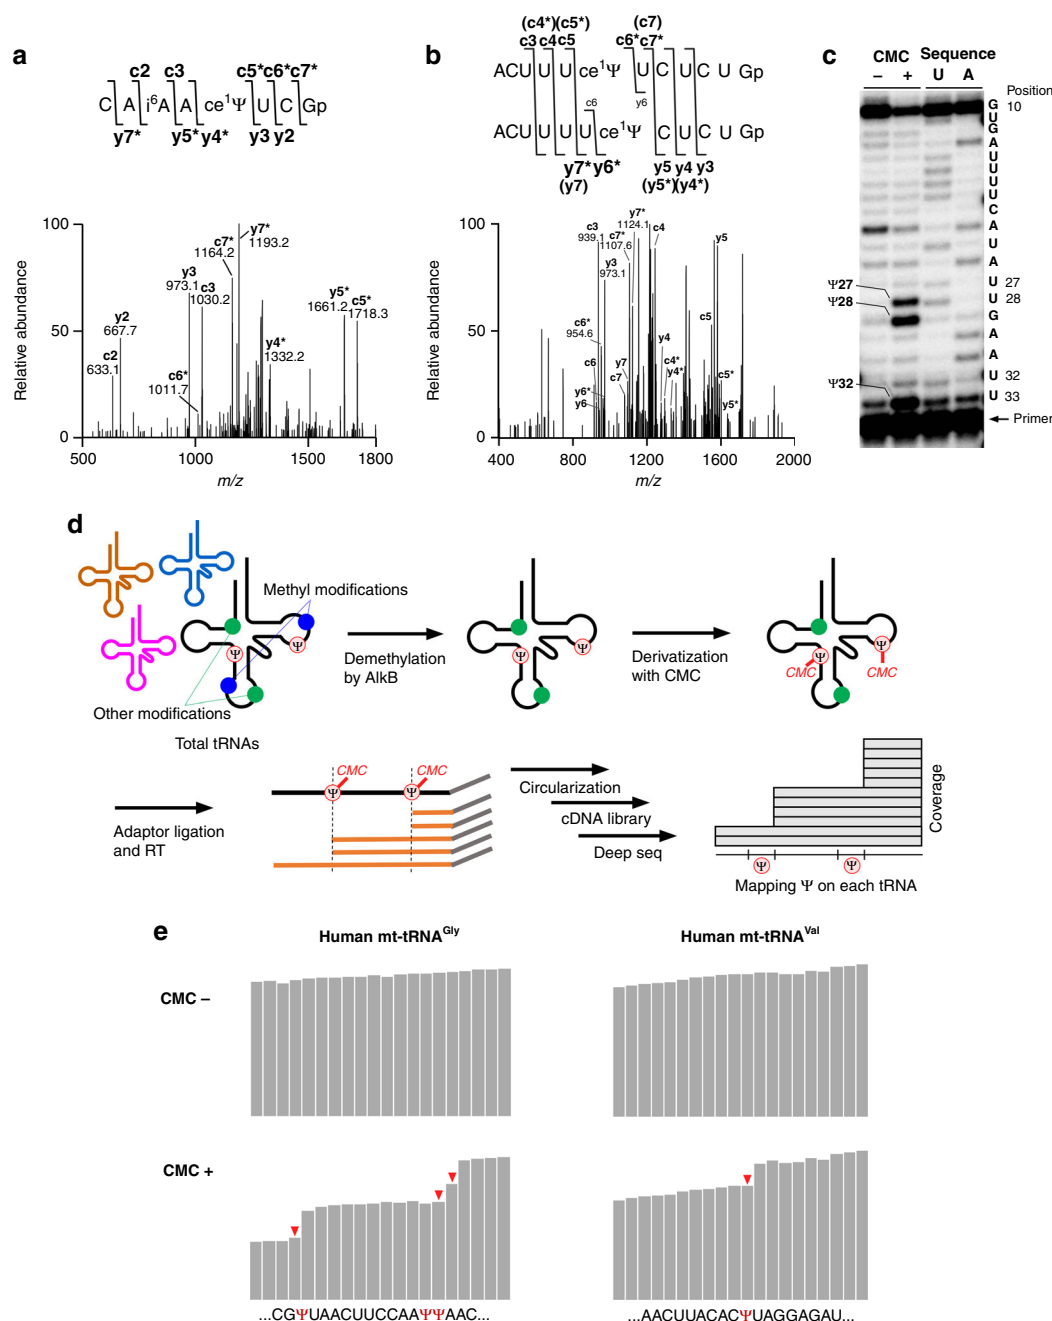 a
c2 c3 c5* c6* c7*
C A i⁶A A ce¹Ψ U C Gp
y7* y5* y4* y3 y2
Relative abundance
100
50
0
500 1000 1500 1800
m/z
c2
633.1
y2
667.7
y3
973.1
c3
1030.2
c6*
1011.7
c7*
1164.2
y7*
1193.2
y4*
1332.2
y5*
1661.2
c5*
1718.3
b
(c4*)(c5*)
c3 c4 c5
(c7)
c6* c7*
ACU U U ce¹Ψ U C U C U Gp
c6
y6
ACU U U U ce¹Ψ C U C U Gp
y7* y6*
(y7)
y5 y4 y3
(y5*)(y4*)
Relative abundance
100
50
0
400 800 1200 1600 2000
m/z
c3
939.1
y7*
1124.1
c7*
1107.6
c4
y3
973.1
y5
c6*
954.6
c5
c6
y7
y4
c7
c4*
y4*
c5*
y6*
y6
y5*
c
CMC Sequence
− + U A
Position
G 10
U
G
A
U
U
U
U
C
A
U
A
U 27
U 28
G
A
A
U 32
U 33
Ψ27
Ψ28
Ψ32
Primer
d
Methyl modifications
Ψ
Ψ
Other modifications
Total tRNAs
Demethylation
by AlkB
Ψ
Ψ
Derivatization
with CMC
Ψ
Ψ
CMC
CMC
Adaptor ligation
and RT
CMC CMC
Ψ Ψ
Circularization
cDNA library
Deep seq
Coverage
Ψ Ψ
Mapping Ψ on each tRNA
e
Human mt-tRNA^Gly
Human mt-tRNA^Val
CMC −
CMC +
...CGΨUAACUUCCAAΨΨAAC...
...AACUUACACΨUAGGAGAU...